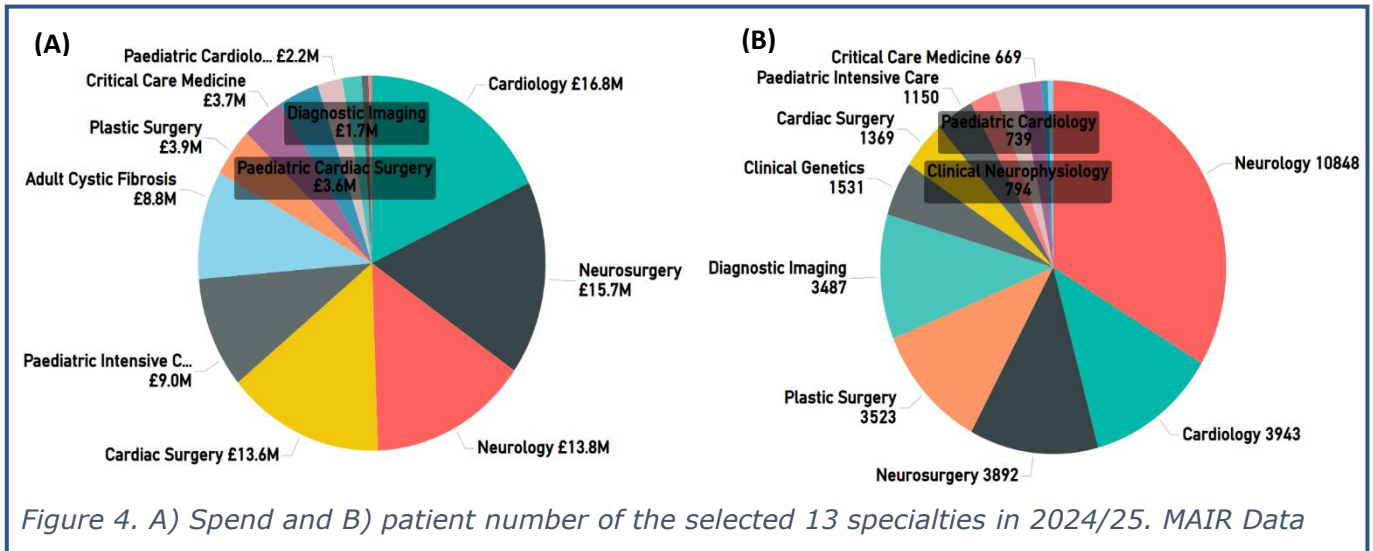 (A)
Paediatric Cardiolo... £2.2M
Critical Care Medicine
£3.7M
Diagnostic Imaging
£1.7M
Plastic Surgery
£3.9M
Paediatric Cardiac Surgery
£3.6M
Adult Cystic Fibrosis
£8.8M
Paediatric Intensive C...
£9.0M
Cardiac Surgery £13.6M
Cardiology £16.8M
Neurosurgery
£15.7M
Neurology £13.8M
(B)
Critical Care Medicine 669
Paediatric Intensive Care
1150
Paediatric Cardiology
739
Cardiac Surgery
1369
Clinical Neurophysiology
794
Clinical Genetics
1531
Diagnostic Imaging
3487
Plastic Surgery
3523
Neurosurgery 3892
Neurology 10848
Cardiology 3943
Figure 4. A) Spend and B) patient number of the selected 13 specialties in 2024/25. MAIR Data